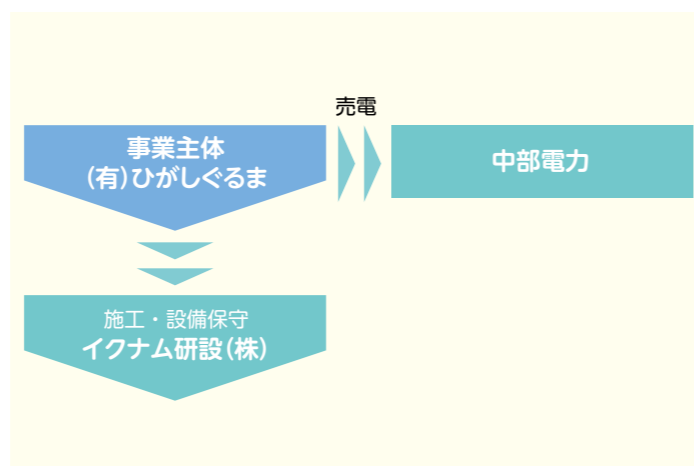 売電
事業主体
(有)ひがしぐるま
中部電力
施工・設備保守
イクナム研設(株)